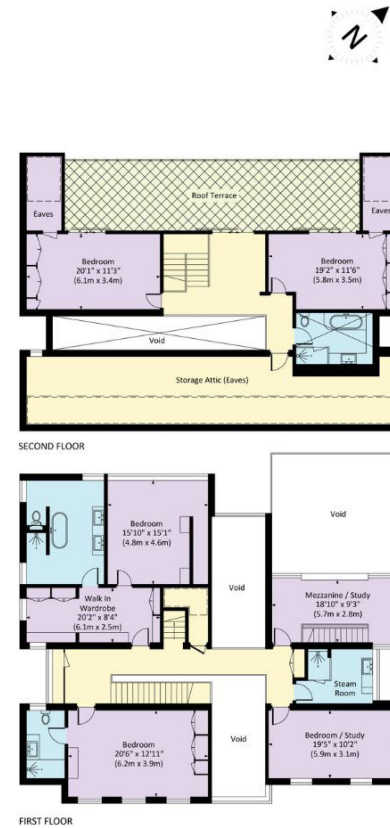 N
Roof Terrace
Eaves
Eaves
Bedroom
20'1" x 11'3"
(6.1m x 3.4m)
Bedroom
19'2" x 11'6"
(5.8m x 3.5m)
Void
Storage Attic (Eaves)
SECOND FLOOR
Bedroom
15'10" x 15'1"
(4.8m x 4.6m)
Void
Void
Walk In
Wardrobe
20'2" x 8'4"
(6.1m x 2.5m)
Mezzanine / Study
18'10" x 9'3"
(5.7m x 2.8m)
Steam
Room
Bedroom
20'6" x 12'11"
(6.2m x 3.9m)
Void
Bedroom / Study
19'5" x 10'2"
(5.9m x 3.1m)
FIRST FLOOR